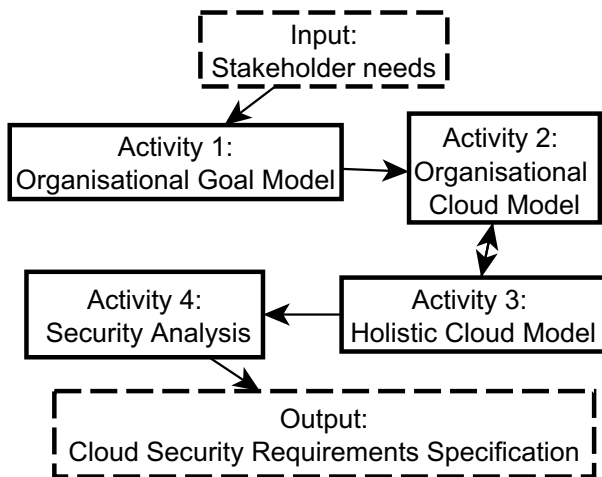 Input:
Stakeholder needs
Activity 1:
Organisational Goal Model
Activity 2:
Organisational
Cloud Model
Activity 3:
Holistic Cloud Model
Activity 4:
Security Analysis
Output:
Cloud Security Requirements Specification